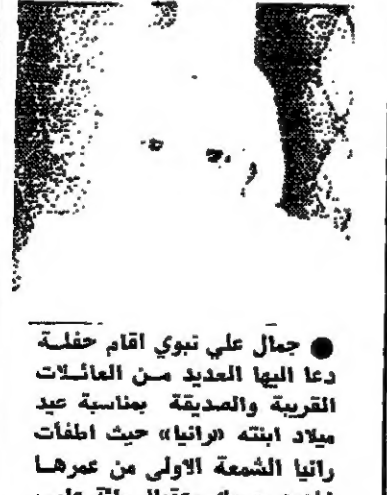 ● جمال علي نبوي اقام حفلة
دعا اليها العديد من العائلات
القريبة والصديقة بمناسبة عيد
ميلاد ابنته «رانيا» حيث اطفأت
رانيا الشمعة الاولى من عمرها